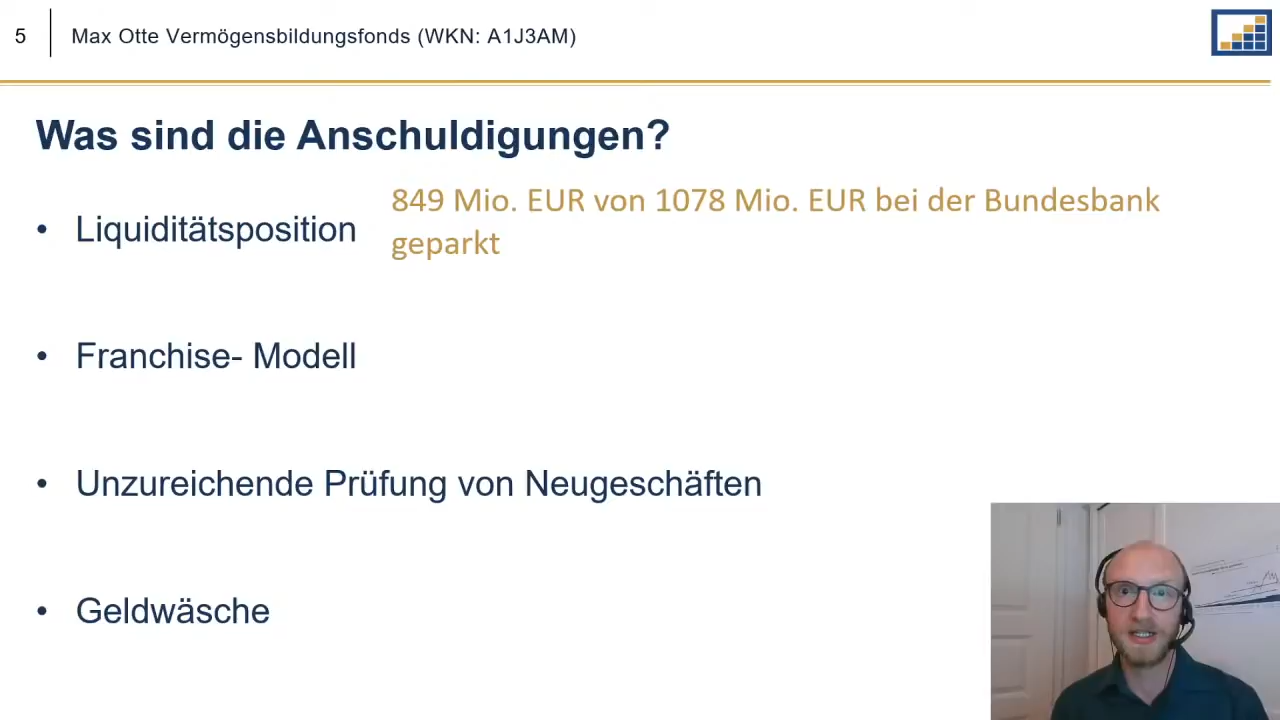 5
Max Otte Vermögensbildungsfonds (WKN: A1J3AM)
Was sind die Anschuldigungen?
• Liquiditätsposition
849 Mio. EUR von 1078 Mio. EUR bei der Bundesbank
geparkt
• Franchise- Modell
• Unzureichende Prüfung von Neugeschäften
• Geldwäsche